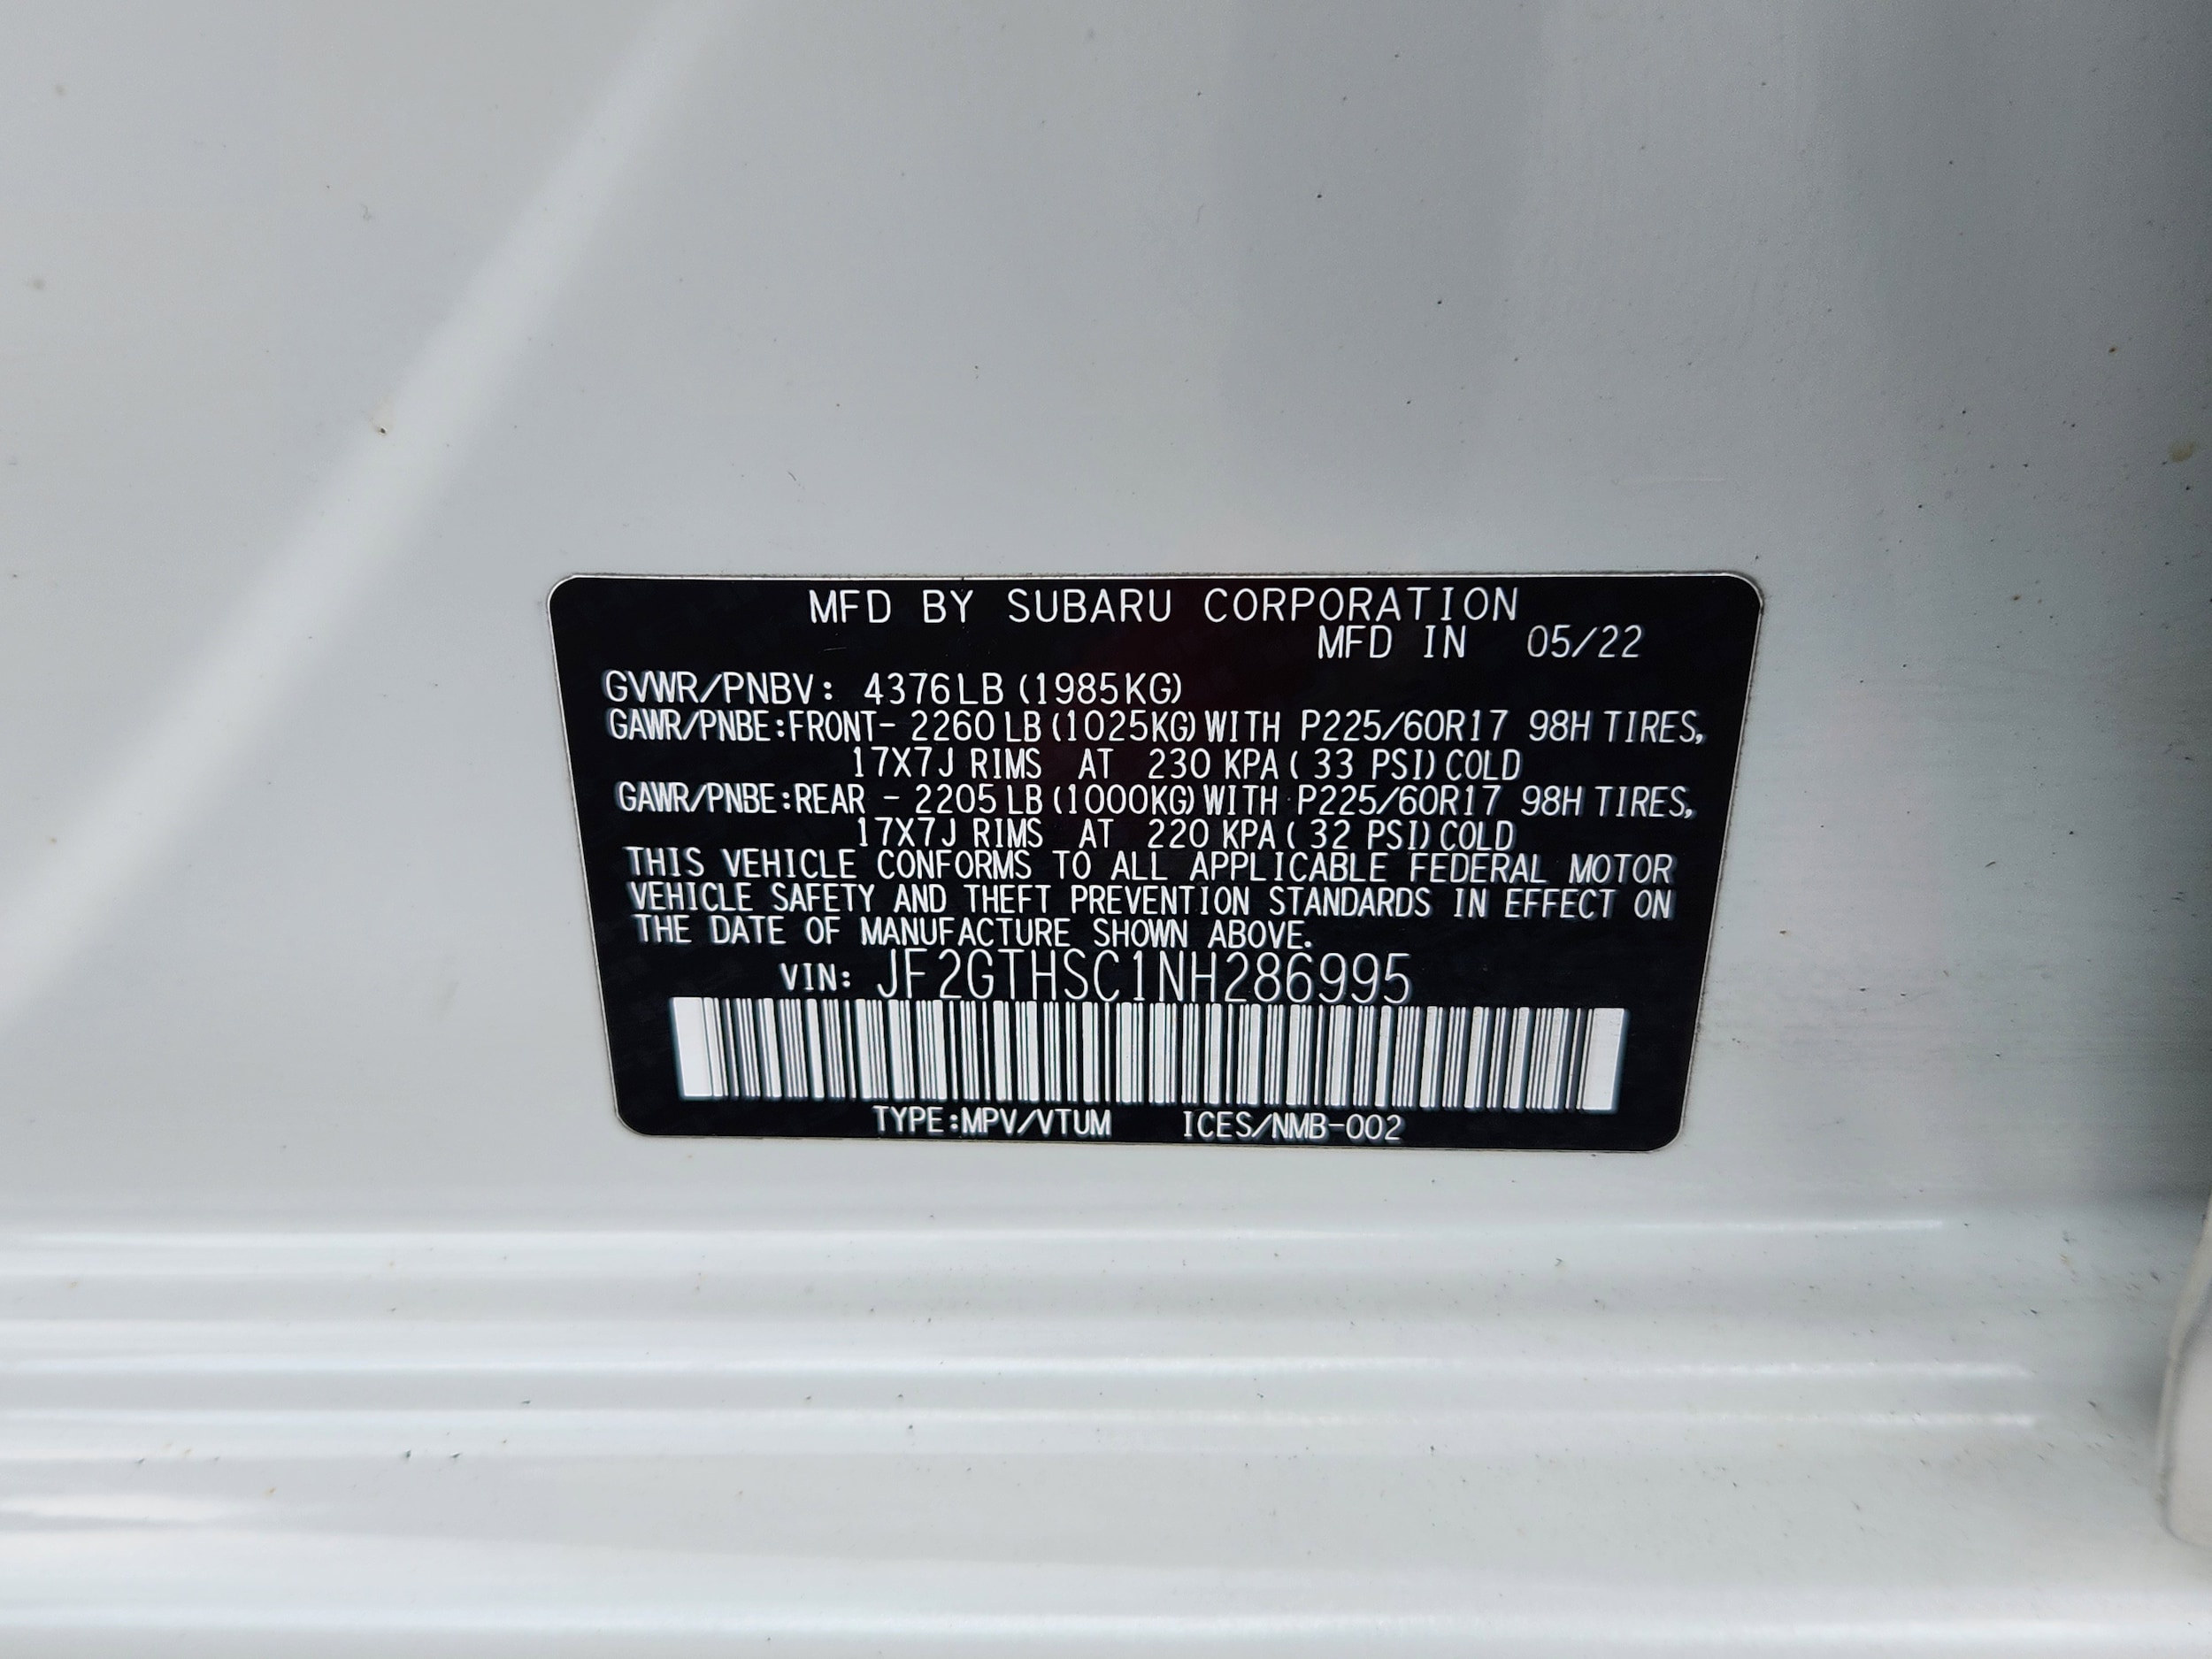 MFD BY SUBARU CORPORATION
MFD IN 05/22
GVWR/PNBV: 4376LB (1985KG)
GAWR/PNBE:FRONT- 2260 LB (1025KG) WITH P225/60R17 98H TIRES,
17X7J RIMS AT 230 KPA ( 33 PSI) COLD
GAWR/PNBE:REAR - 2205 LB (1000KG) WITH P225/60R17 98H TIRES,
17X7J RIMS AT 220 KPA ( 32 PSI) COLD
THIS VEHICLE CONFORMS TO ALL APPLICABLE FEDERAL MOTOR
VEHICLE SAFETY AND THEFT PREVENTION STANDARDS IN EFFECT ON
THE DATE OF MANUFACTURE SHOWN ABOVE.
VIN: JF2GTHSC1NH286995
TYPE:MPV/VTUM ICES/NMB-002